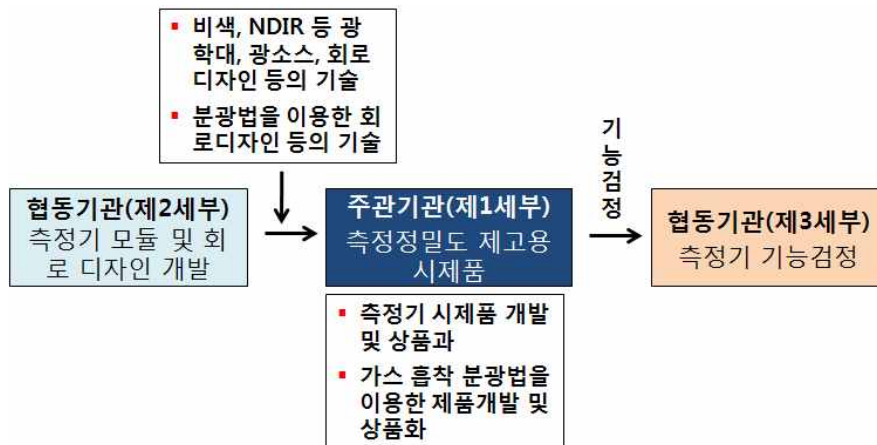 ▪ 비색, NDIR 등 광
학대, 광소스, 회로
디자인 등의 기술
▪ 분광법을 이용한 회
로디자인 등의 기술
기
능
검
정
협동기관(제2세부)
측정기 모듈 및 회
로 디자인 개발
주관기관(제1세부)
측정정밀도 제고용
시제품
협동기관(제3세부)
측정기 기능검정
▪ 측정기 시제품 개발
및 상품과
▪ 가스 흡착 분광법을
이용한 제품개발 및
상품화